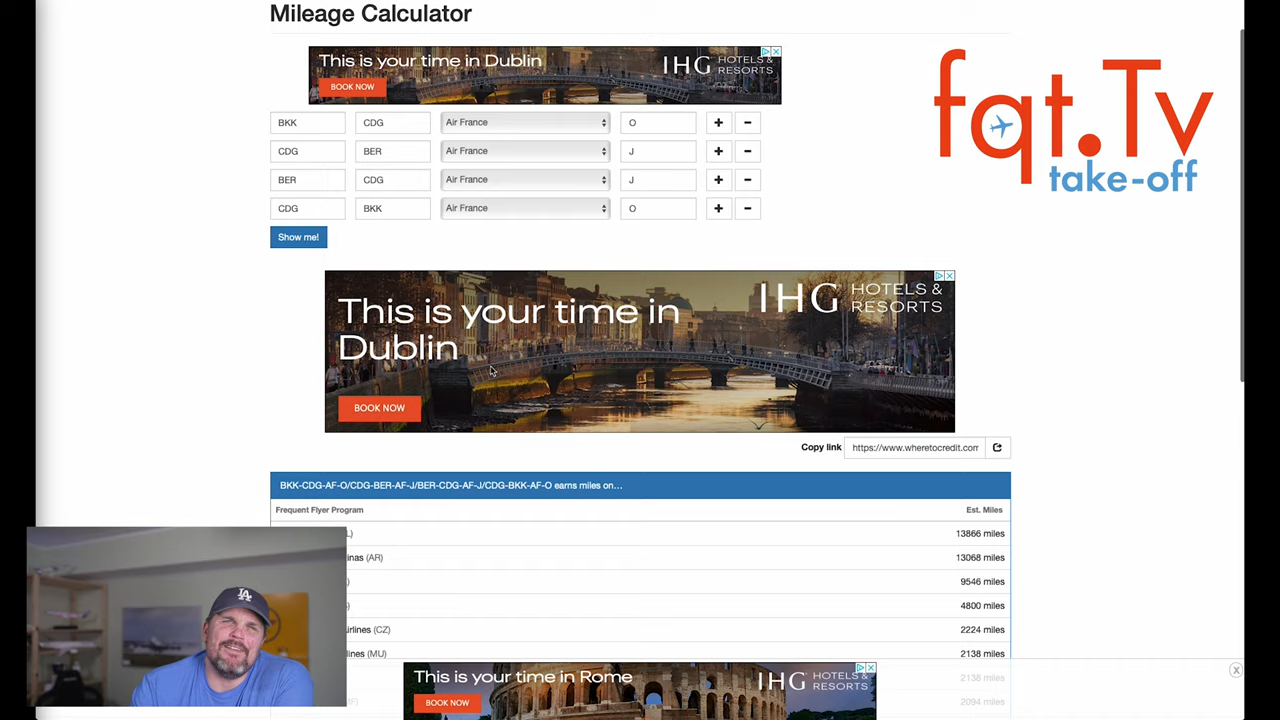 Mileage Calculator
This is your time in Dublin
IHG HOTELS & RESORTS
BOOK NOW
fqt.Tv
take-off
BKK CDG Air France O + -
CDG BER Air France J + -
BER CDG Air France J + -
CDG BKK Air France O + -
Show me!
This is your time in
Dublin
IHG HOTELS &
RESORTS
BOOK NOW
Copy link https://www.wheretocredit.com
BKK-CDG-AF-O/CDG-BER-AF-J/BER-CDG-AF-J/CDG-BKK-AF-O earns miles on...
Frequent Flyer Program Est. Miles
13866 miles
(AR) 13068 miles
9546 miles
4800 miles
(CZ) 2224 miles
(MU) 2138 miles
LA
This is your time in Rome
IHG HOTELS &
RESORTS
BOOK NOW
2138 miles
2094 miles
x